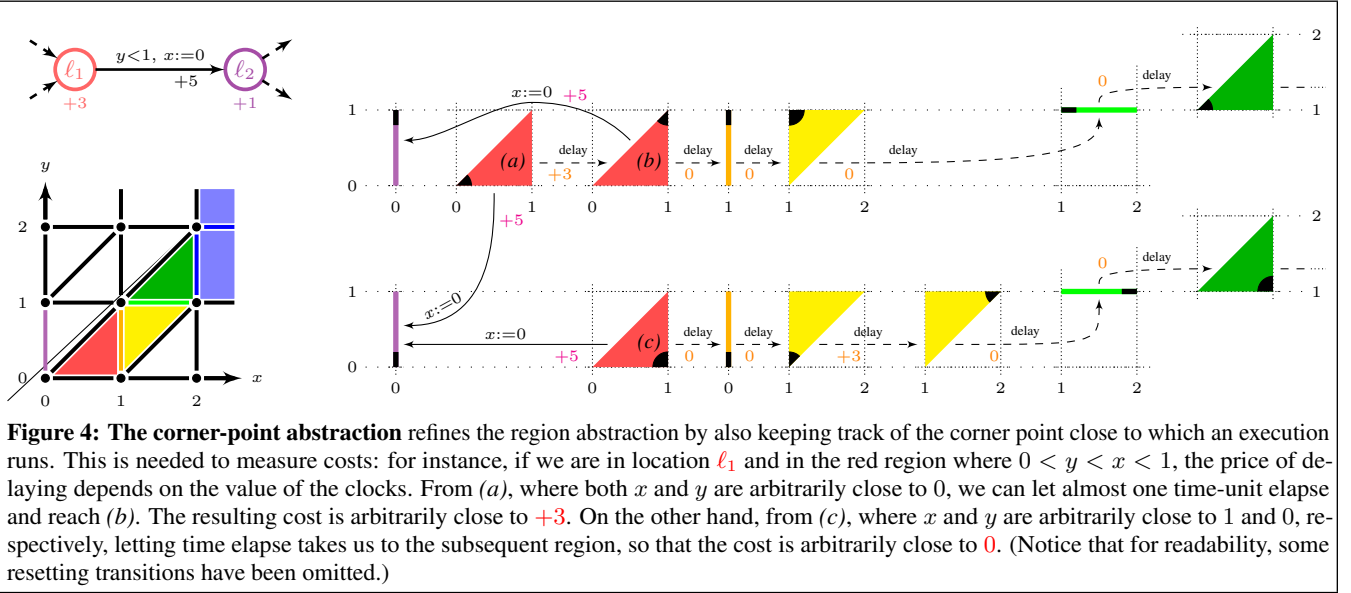 y<1, x:=0
ℓ1 ℓ2
+5
+3 +1
y
2
1
0
0 1 2 x
2
0 delay
1
x:=0 +5
1
(a) delay (b) delay delay delay
+3 0 0 0
0
0 0 1 0 1 0 1 2 1 2
+5
2
0 delay
1
1
x:=0
x:=0
(c) delay delay delay delay
+5 0 0 +3 0
0
0 0 1 0 1 2 1 2 1 2
Figure 4: The corner-point abstraction refines the region abstraction by also keeping track of the corner point close to which an execution
runs. This is needed to measure costs: for instance, if we are in location ℓ1 and in the red region where 0 < y < x < 1, the price of de-
laying depends on the value of the clocks. From (a), where both x and y are arbitrarily close to 0, we can let almost one time-unit elapse
and reach (b). The resulting cost is arbitrarily close to +3. On the other hand, from (c), where x and y are arbitrarily close to 1 and 0, re-
spectively, letting time elapse takes us to the subsequent region, so that the cost is arbitrarily close to 0. (Notice that for readability, some
resetting transitions have been omitted.)